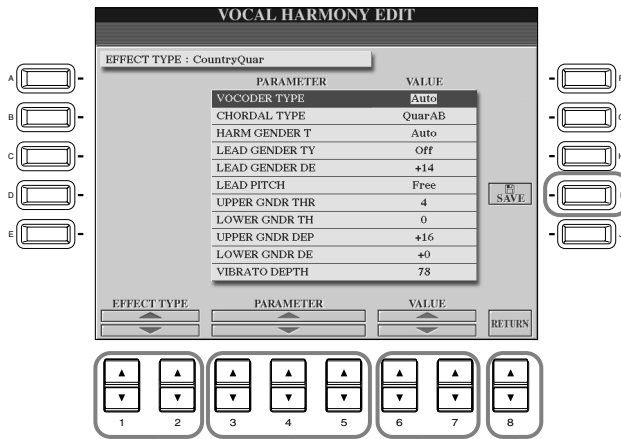 VOCAL HARMONY EDIT
EFFECT TYPE : CountryQuar
PARAMETER VALUE
VOCODER TYPE Auto
CHORDAL TYPE QuarAB
HARM GENDER T Auto
LEAD GENDER TY Off
LEAD GENDER DE +14
LEAD PITCH Free
UPPER GNDR THR 4
LOWER GNDR TH 0
UPPER GNDR DEP +16
LOWER GNDR DE +0
VIBRATO DEPTH 78
A
B
C
D
E
SAVE
EFFECT TYPE PARAMETER VALUE
RETURN
1 2 3 4 5 6 7 8